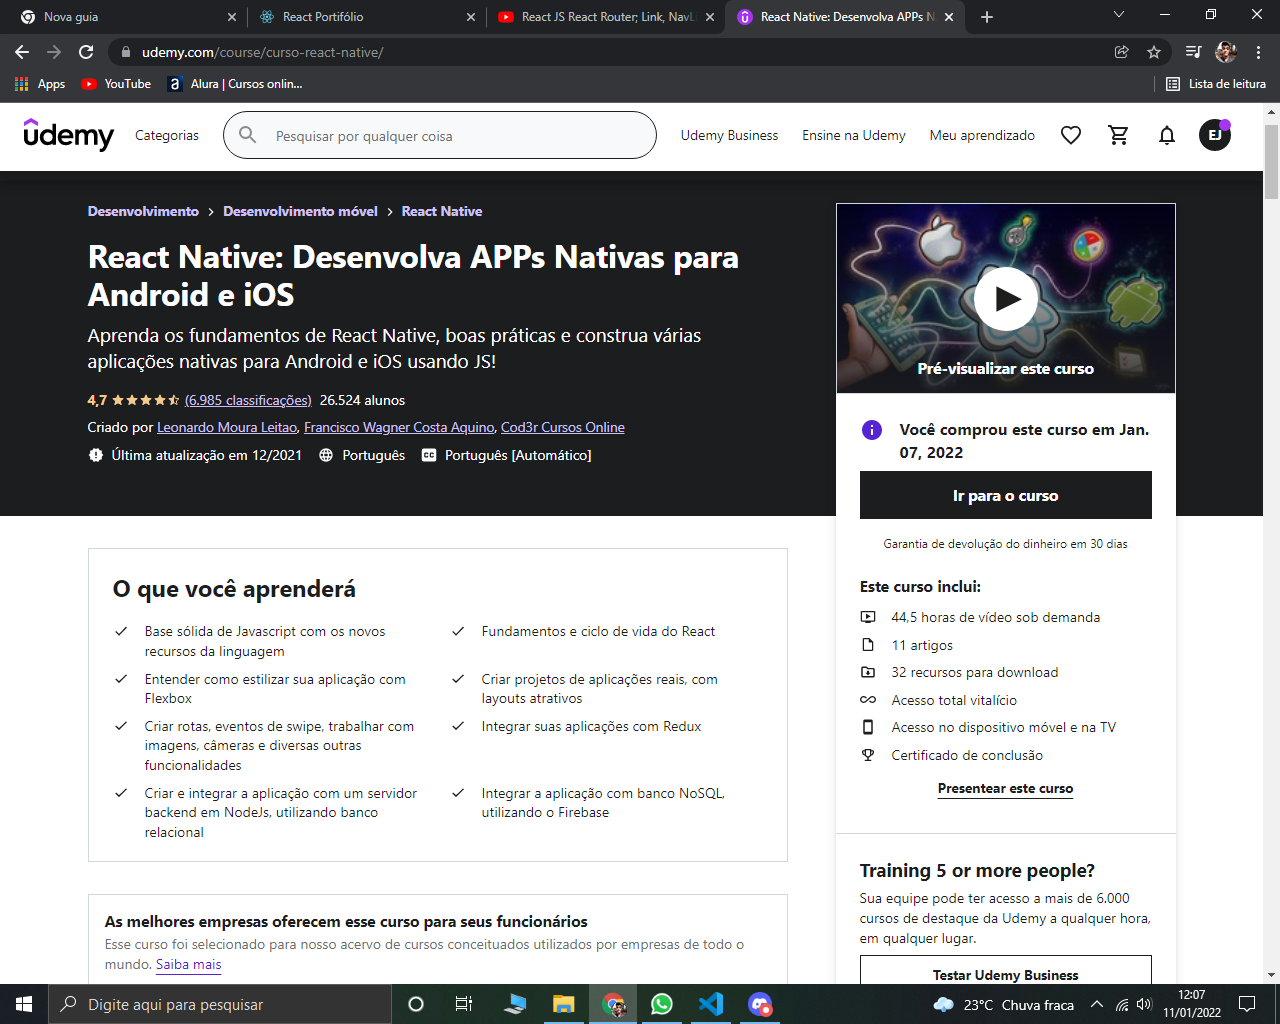 Nova guia
React Portifólio
React JS React Router; Link, NavL
React Native: Desenvolva APPs N
udemy.com/course/curso-react-native/
Apps
YouTube
Alura | Cursos onlin...
Lista de leitura
udemy
Categorias
Pesquisar por qualquer coisa
Udemy Business
Ensine na Udemy
Meu aprendizado
EJ
Desenvolvimento > Desenvolvimento móvel > React Native
React Native: Desenvolva APPs Nativas para
Android e iOS
Aprenda os fundamentos de React Native, boas práticas e construa várias
aplicações nativas para Android e iOS usando JS!
4,7 (6.985 classificações) 26.524 alunos
Criado por Leonardo Moura Leitao, Francisco Wagner Costa Aquino, Cod3r Cursos Online
Última atualização em 12/2021 Português Português [Automático]
Pré-visualizar este curso
Você comprou este curso em Jan.
07, 2022
Ir para o curso
Garantia de devolução do dinheiro em 30 dias
Este curso inclui:
44,5 horas de vídeo sob demanda
11 artigos
32 recursos para download
Acesso total vitalício
Acesso no dispositivo móvel e na TV
Certificado de conclusão
Presentear este curso
Training 5 or more people?
Sua equipe pode ter acesso a mais de 6.000
cursos de destaque da Udemy a qualquer hora,
em qualquer lugar.
Testar Udemy Business
O que você aprenderá
Base sólida de Javascript com os novos
recursos da linguagem
Fundamentos e ciclo de vida do React
Entender como estilizar sua aplicação com
Flexbox
Criar projetos de aplicações reais, com
layouts atrativos
Criar rotas, eventos de swipe, trabalhar com
imagens, câmeras e diversas outras
funcionalidades
Integrar suas aplicações com Redux
Criar e integrar a aplicação com um servidor
backend em NodeJs, utilizando banco
relacional
Integrar a aplicação com banco NoSQL,
utilizando o Firebase
As melhores empresas oferecem esse curso para seus funcionários
Esse curso foi selecionado para nosso acervo de cursos conceituados utilizados por empresas de todo o
mundo. Saiba mais
Digite aqui para pesquisar
23°C Chuva fraca
12:07
11/01/2022